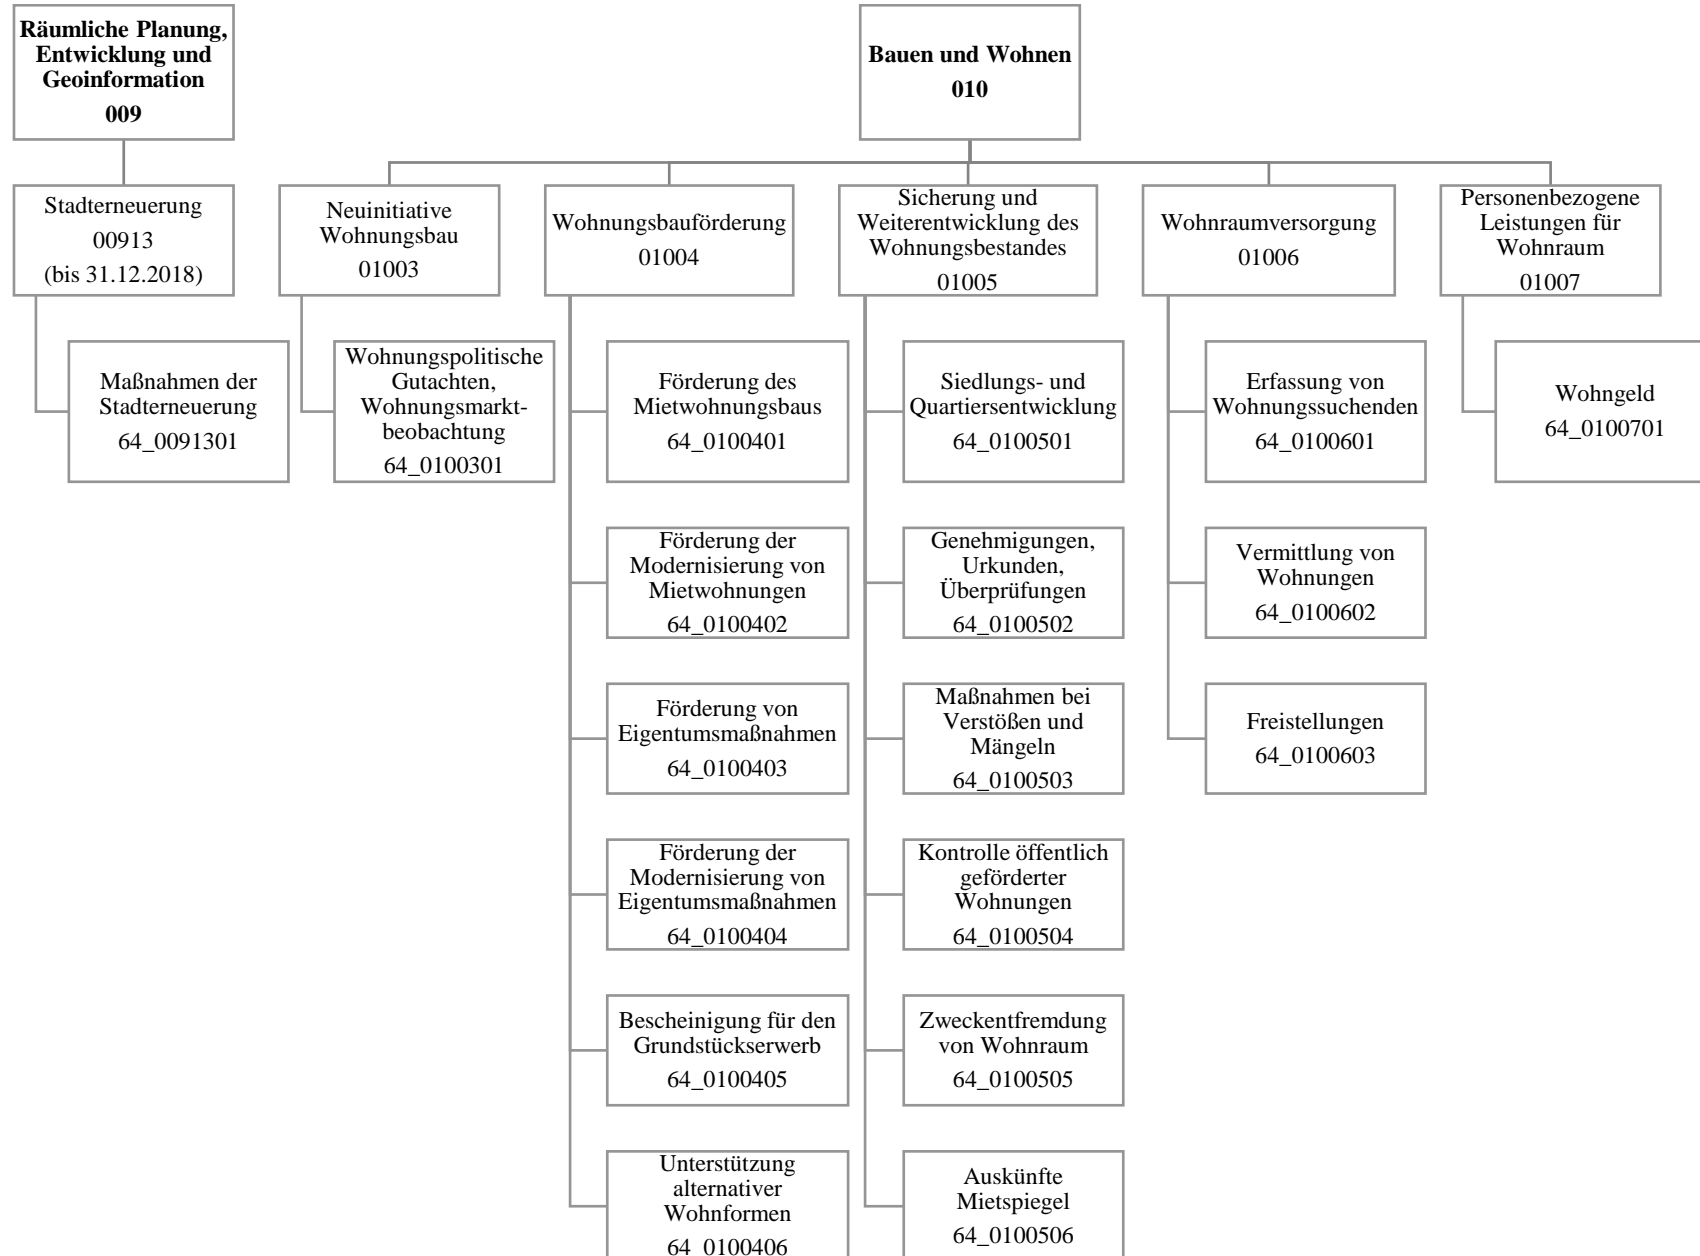 Räumliche Planung,
Entwicklung und
Geoinformation
009
Bauen und Wohnen
010
Stadterneuerung
00913
(bis 31.12.2018)
Neuinitiative
Wohnungsbau
01003
Wohnungsbauförderung
01004
Sicherung und
Weiterentwicklung des
Wohnungsbestandes
01005
Wohnraumversorgung
01006
Personenbezogene
Leistungen für
Wohnraum
01007
Maßnahmen der
Stadterneuerung
64_0091301
Wohnungspolitische
Gutachten,
Wohnungsmarkt-
beobachtung
64_0100301
Förderung des
Mietwohnungsbaus
64_0100401
Siedlungs- und
Quartiersentwicklung
64_0100501
Erfassung von
Wohnungssuchenden
64_0100601
Wohngeld
64_0100701
Förderung der
Modernisierung von
Mietwohnungen
64_0100402
Genehmigungen,
Urkunden,
Überprüfungen
64_0100502
Vermittlung von
Wohnungen
64_0100602
Förderung von
Eigentumsmaßnahmen
64_0100403
Maßnahmen bei
Verstößen und
Mängeln
64_0100503
Freistellungen
64_0100603
Förderung der
Modernisierung von
Eigentumsmaßnahmen
64_0100404
Kontrolle öffentlich
geförderter
Wohnungen
64_0100504
Bescheinigung für den
Grundstückserwerb
64_0100405
Zweckentfremdung
von Wohnraum
64_0100505
Unterstützung
alternativer
Wohnformen
64_0100406
Auskünfte
Mietspiegel
64_0100506